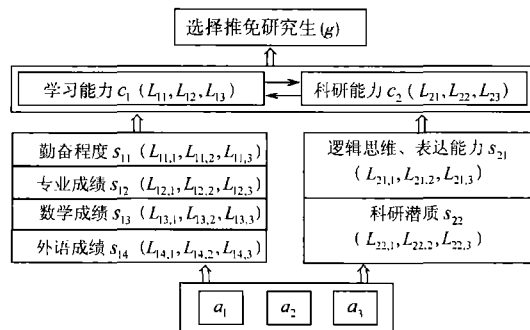 选择推免研究生(g)
学习能力 c₁ (L₁₁, L₁₂, L₁₃)
科研能力 c₂ (L₂₁, L₂₂, L₂₃)
勤奋程度 s₁₁ (L₁₁,₁, L₁₁,₂, L₁₁,₃)
专业成绩 s₁₂ (L₁₂,₁, L₁₂,₂, L₁₂,₃)
数学成绩 s₁₃ (L₁₃,₁, L₁₃,₂, L₁₃,₃)
外语成绩 s₁₄ (L₁₄,₁, L₁₄,₂, L₁₄,₃)
逻辑思维、表达能力 s₂₁
(L₂₁,₁, L₂₁,₂, L₂₁,₃)
科研潜质 s₂₂
(L₂₂,₁, L₂₂,₂, L₂₂,₃)
a₁ a₂ a₃